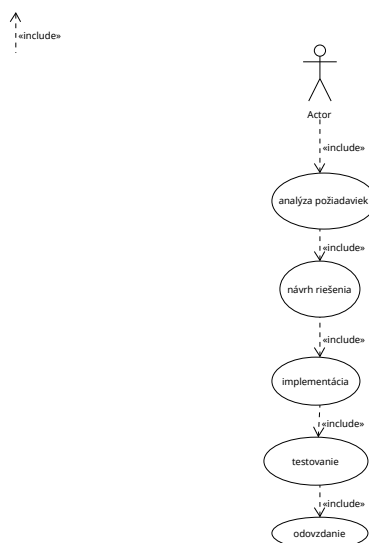 «include»
Actor
«include»
analýza požiadaviek
«include»
návrh riešenia
«include»
implementácia
«include»
testovanie
«include»
odovzdanie